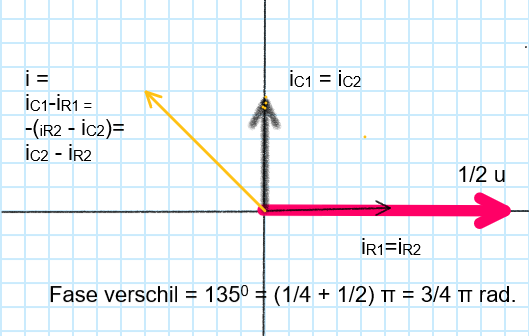 i =
iC1-iR1 =
-(iR2 - iC2)=
iC2 - iR2
iC1 = iC2
1/2 u
iR1=iR2
Fase verschil = 135⁰ = (1/4 + 1/2) π = 3/4 π rad.